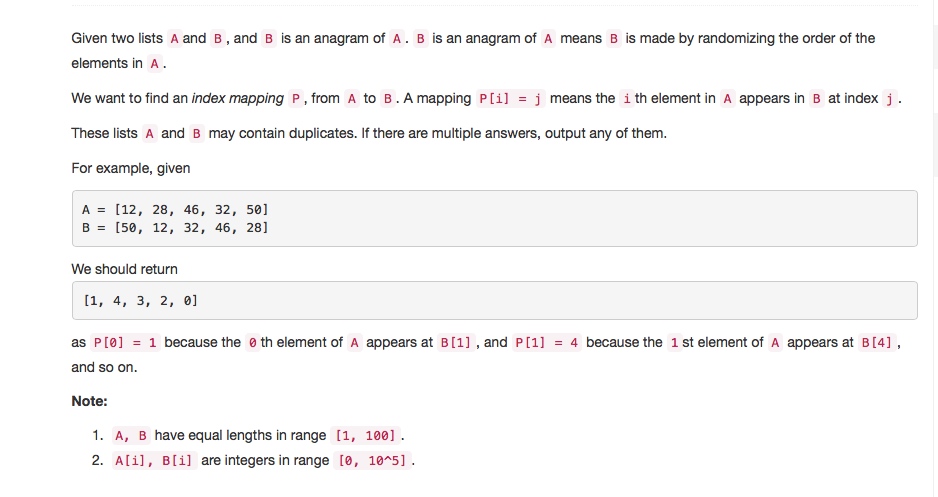 Given two lists A and B, and B is an anagram of A. B is an anagram of A means B is made by randomizing the order of the
elements in A.
We want to find an index mapping P, from A to B. A mapping P[i] = j means the i th element in A appears in B at index j.
These lists A and B may contain duplicates. If there are multiple answers, output any of them.
For example, given
A = [12, 28, 46, 32, 50]
B = [50, 12, 32, 46, 28]
We should return
[1, 4, 3, 2, 0]
as P[0] = 1 because the 0 th element of A appears at B[1], and P[1] = 4 because the 1 st element of A appears at B[4],
and so on.
Note:
1. A, B have equal lengths in range [1, 100].
2. A[i], B[i] are integers in range [0, 10^5].